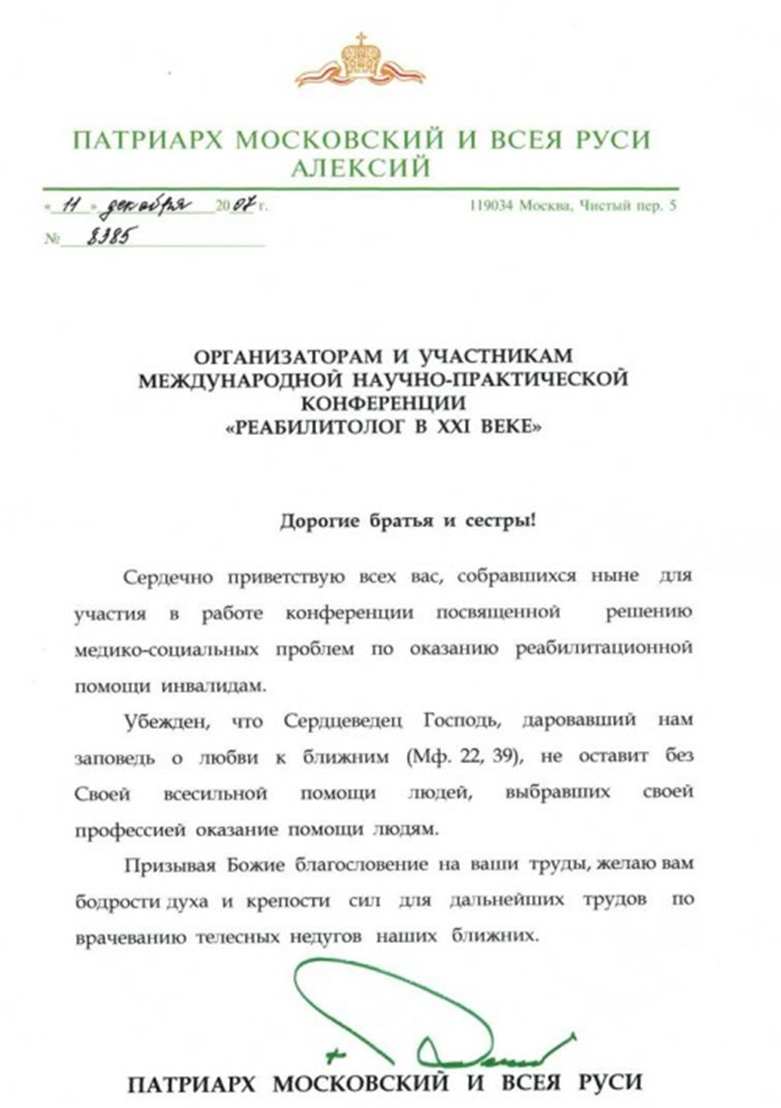 ПАТРИАРХ МОСКОВСКИЙ И ВСЕЯ РУСИ
АЛЕКСИЙ
« 11 » декабря 2007 г. 119034 Москва, Чистый пер. 5
№ 8385
ОРГАНИЗАТОРАМ И УЧАСТНИКАМ
МЕЖДУНАРОДНОЙ НАУЧНО-ПРАКТИЧЕСКОЙ
КОНФЕРЕНЦИИ
«РЕАБИЛИТОЛОГ В XXI ВЕКЕ»
Дорогие братья и сестры!
Сердечно приветствую всех вас, собравшихся ныне для
участия в работе конференции посвященной решению
медико-социальных проблем по оказанию реабилитационной
помощи инвалидам.
Убежден, что Сердцеведец Господь, даровавший нам
заповедь о любви к ближним (Мф. 22, 39), не оставит без
Своей всесильной помощи людей, выбравших своей
профессией оказание помощи людям.
Призывая Божие благословение на ваши труды, желаю вам
бодрости духа и крепости сил для дальнейших трудов по
врачеванию телесных недугов наших ближних.
ПАТРИАРХ МОСКОВСКИЙ И ВСЕЯ РУСИ